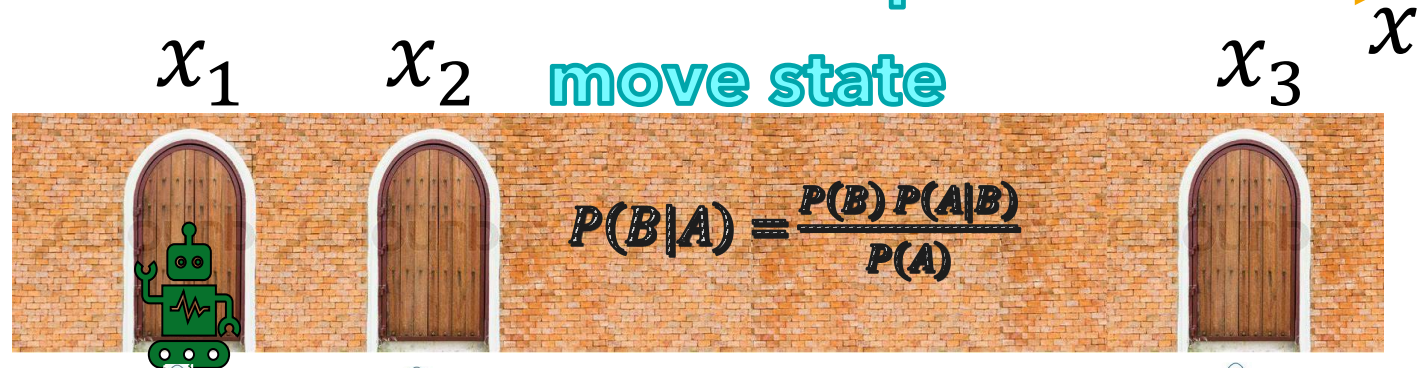 x
x₁ x₂ move state x₃
P(B|A) = P(B) P(A|B) / P(A)